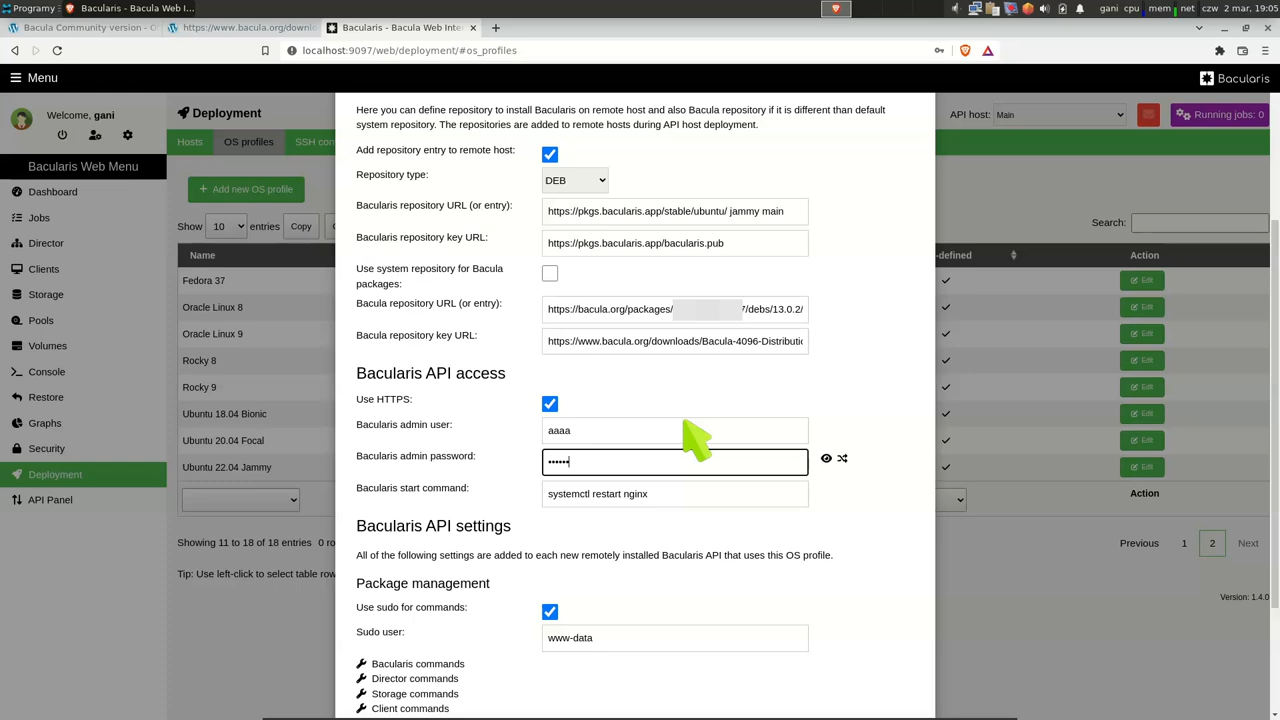 Programy
Bacularis - Bacula Web I...
gani cpu mem net czw 2 mar, 19:05
Bacula Community version - O
https://www.bacula.org/downlo
Bacularis - Bacula Web Inte
localhost:9097/web/deployment/#os_profiles
Menu
Bacularis
Welcome, gani
Bacularis Web Menu
Dashboard
Jobs
Director
Clients
Storage
Pools
Volumes
Console
Restore
Graphs
Security
Deployment
API Panel
Deployment
API host: Main
Running jobs: 0
Hosts OS profiles SSH con
Add new OS profile
Show 10 entries Copy
Search:
Name
-defined
Action
Fedora 37
Edit
Oracle Linux 8
Edit
Oracle Linux 9
Edit
Rocky 8
Edit
Rocky 9
Edit
Ubuntu 18.04 Bionic
Edit
Ubuntu 20.04 Focal
Edit
Ubuntu 22.04 Jammy
Edit
Action
Showing 11 to 18 of 18 entries 0 ro
Previous 1 2 Next
Tip: Use left-click to select table row
Version: 1.4.0
Here you can define repository to install Bacularis on remote host and also Bacula repository if it is different than default
system repository. The repositories are added to remote hosts during API host deployment.
Add repository entry to remote host:
Repository type: DEB
Bacularis repository URL (or entry): https://pkgs.bacularis.app/stable/ubuntu/ jammy main
Bacularis repository key URL: https://pkgs.bacularis.app/bacularis.pub
Use system repository for Bacula
packages:
Bacula repository URL (or entry): https://bacula.org/packages/ 7/debs/13.0.2/
Bacula repository key URL: https://www.bacula.org/downloads/Bacula-4096-Distributic
Bacularis API access
Use HTTPS:
Bacularis admin user: aaaa
Bacularis admin password: ••••••
Bacularis start command: systemctl restart nginx
Bacularis API settings
All of the following settings are added to each new remotely installed Bacularis API that uses this OS profile.
Package management
Use sudo for commands:
Sudo user: www-data
Bacularis commands
Director commands
Storage commands
Client commands